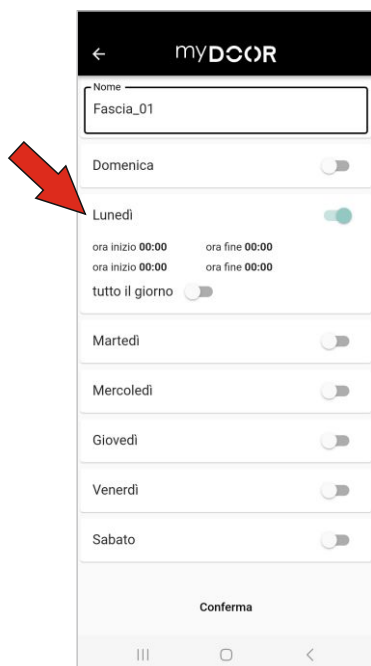 myDOOR
Nome
Fascia_01
Domenica
Lunedì
ora inizio 00:00 ora fine 00:00
ora inizio 00:00 ora fine 00:00
tutto il giorno
Martedì
Mercoledì
Giovedì
Venerdì
Sabato
Conferma